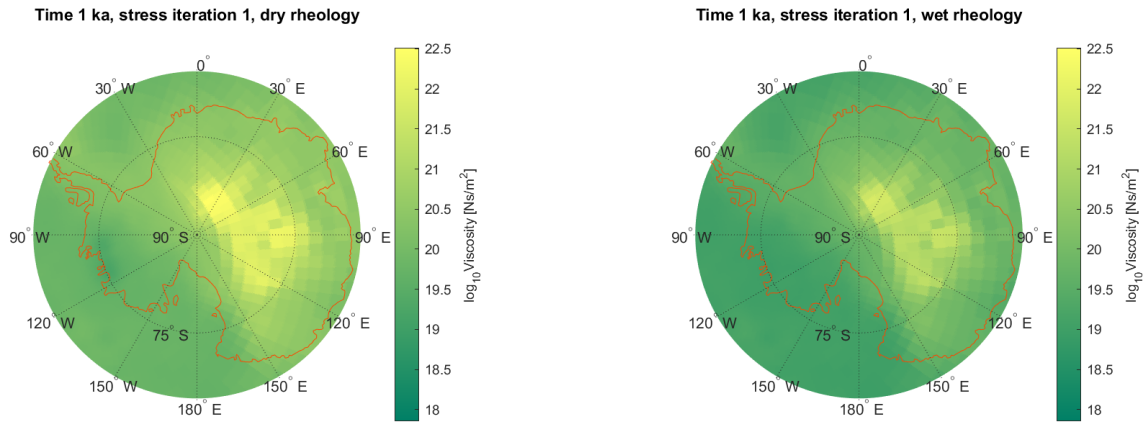 Time 1 ka, stress iteration 1, dry rheology
0° 
30° E
60° E
90° E
120° E
150° E
180° E
150° W
120° W
90° W
60° W
30° W
90° S
75° S
22.5
22
21.5
21
20.5
20
19.5
19
18.5
18
log10 Viscosity [Ns/m2]
Time 1 ka, stress iteration 1, wet rheology
0°
30° E
60° E
90° E
120° E
150° E
180° E
150° W
120° W
90° W
60° W
30° W
90° S
75° S
22.5
22
21.5
21
20.5
20
19.5
19
18.5
18
log10 Viscosity [Ns/m2]